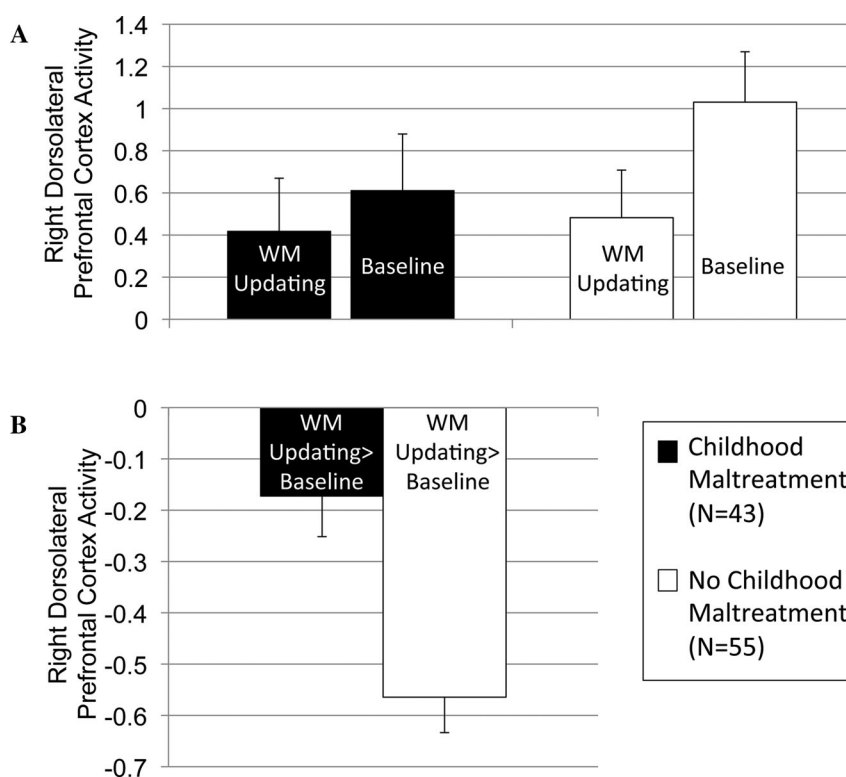 A
Right Dorsolateral
Prefrontal Cortex Activity
1.4
1.2
1
0.8
0.6
0.4
0.2
0
WM
Updating
Baseline
WM
Updating
Baseline
B
Right Dorsolateral
Prefrontal Cortex Activity
0
-0.1
-0.2
-0.3
-0.4
-0.5
-0.6
-0.7
WM
Updating>
Baseline
WM
Updating>
Baseline
Childhood
Maltreatment
(N=43)
No Childhood
Maltreatment
(N=55)